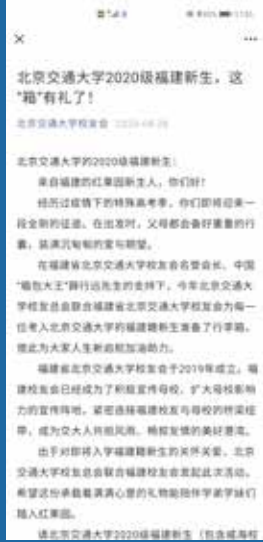 北京交通大学2020级福建新生，这
“箱”有礼了！
北京交通大学校友会
北京交通大学的2020级福建新生：
来自福建的红果园新生人，你们好！
经历过疫情下的特殊高考季，你们即将迎来一
段全新的征途。在出发时，父母都会备好重重的行
囊，装满沉甸甸的爱与期望。
在福建省北京交通大学校友会名誉会长、中国
“箱包大王”薛行远先生的支持下，今年北京交通大
学校友总会联合福建省北京交通大学校友会为每一
位考入北京交通大学的福建籍新生准备了行李箱，
借此为大家人生新启航加油助力。
福建省北京交通大学校友会于2019年成立。福
建校友会已经成为了积极宣传母校，扩大母校影响
力的宣传阵地，紧密连接福建校友与母校的桥梁纽
带，成为交大人共担风雨、畅叙友情的美好港湾。
由于对即将入学福建籍新生的关怀关爱，北京
交通大学校友总会联合福建校友会发起此次活动。
希望这份承载着满满心意的礼物能陪伴学弟学妹们
踏入红果园。
请北京交通大学2020级福建新生（包含威海校